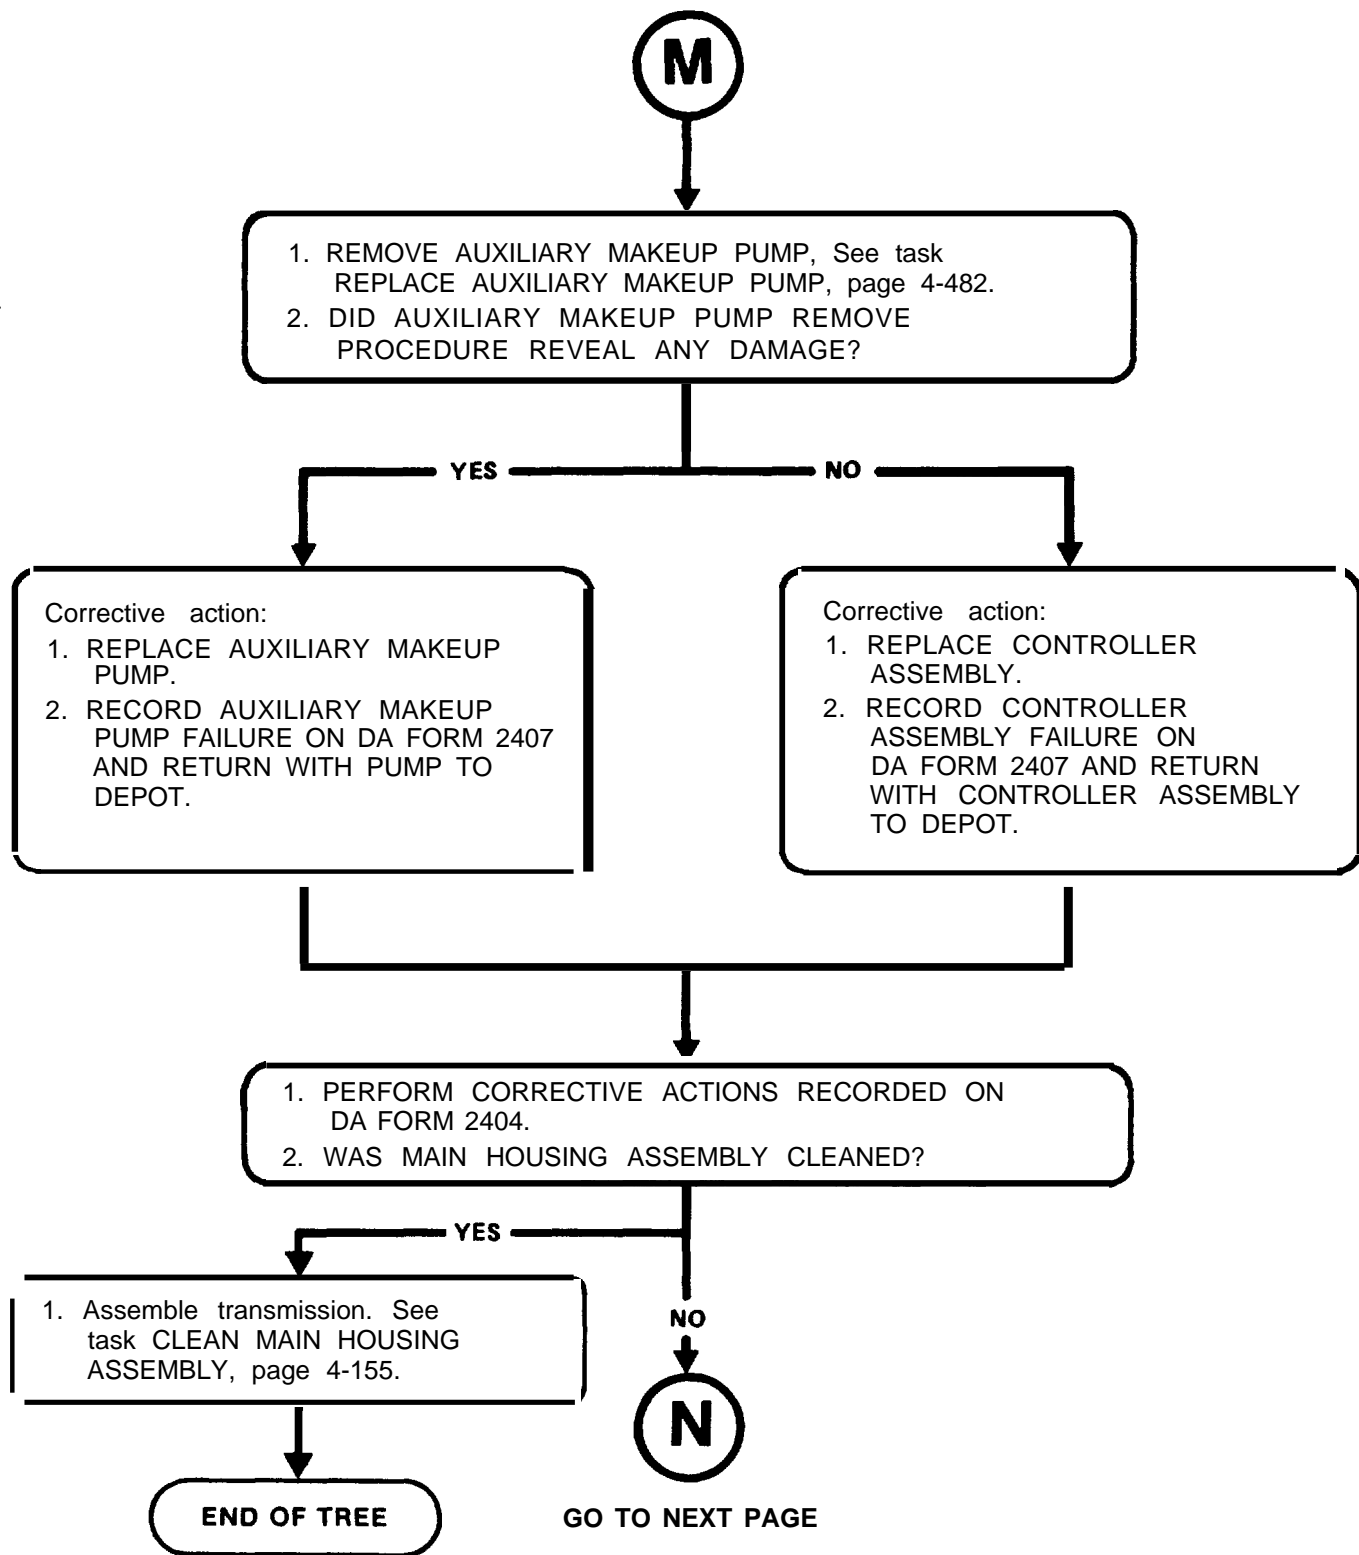 M
1. REMOVE AUXILIARY MAKEUP PUMP, See task
REPLACE AUXILIARY MAKEUP PUMP, page 4-482.
2. DID AUXILIARY MAKEUP PUMP REMOVE
PROCEDURE REVEAL ANY DAMAGE?
YES
NO
Corrective action:
1. REPLACE AUXILIARY MAKEUP
PUMP.
2. RECORD AUXILIARY MAKEUP
PUMP FAILURE ON DA FORM 2407
AND RETURN WITH PUMP TO
DEPOT.
Corrective action:
1. REPLACE CONTROLLER
ASSEMBLY.
2. RECORD CONTROLLER
ASSEMBLY FAILURE ON
DA FORM 2407 AND RETURN
WITH CONTROLLER ASSEMBLY
TO DEPOT.
1. PERFORM CORRECTIVE ACTIONS RECORDED ON
DA FORM 2404.
2. WAS MAIN HOUSING ASSEMBLY CLEANED?
YES
1. Assemble transmission. See
task CLEAN MAIN HOUSING
ASSEMBLY, page 4-155.
NO
N
END OF TREE
GO TO NEXT PAGE